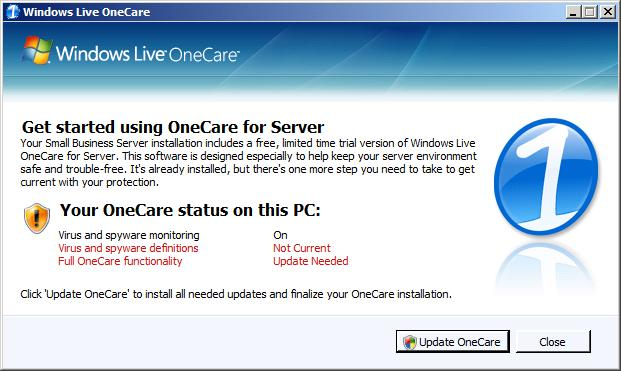 Windows Live OneCare
Windows Live™ OneCare™
Get started using OneCare for Server
Your Small Business Server installation includes a free, limited time trial version of Windows Live
OneCare for Server. This software is designed especially to help keep your server environment
safe and trouble-free. It's already installed, but there's one more step you need to take to get
current with your protection.
1
Your OneCare status on this PC:
Virus and spyware monitoring On
Virus and spyware definitions Not Current
Full OneCare functionality Update Needed
Click 'Update OneCare' to install all needed updates and finalize your OneCare installation.
Update OneCare Close